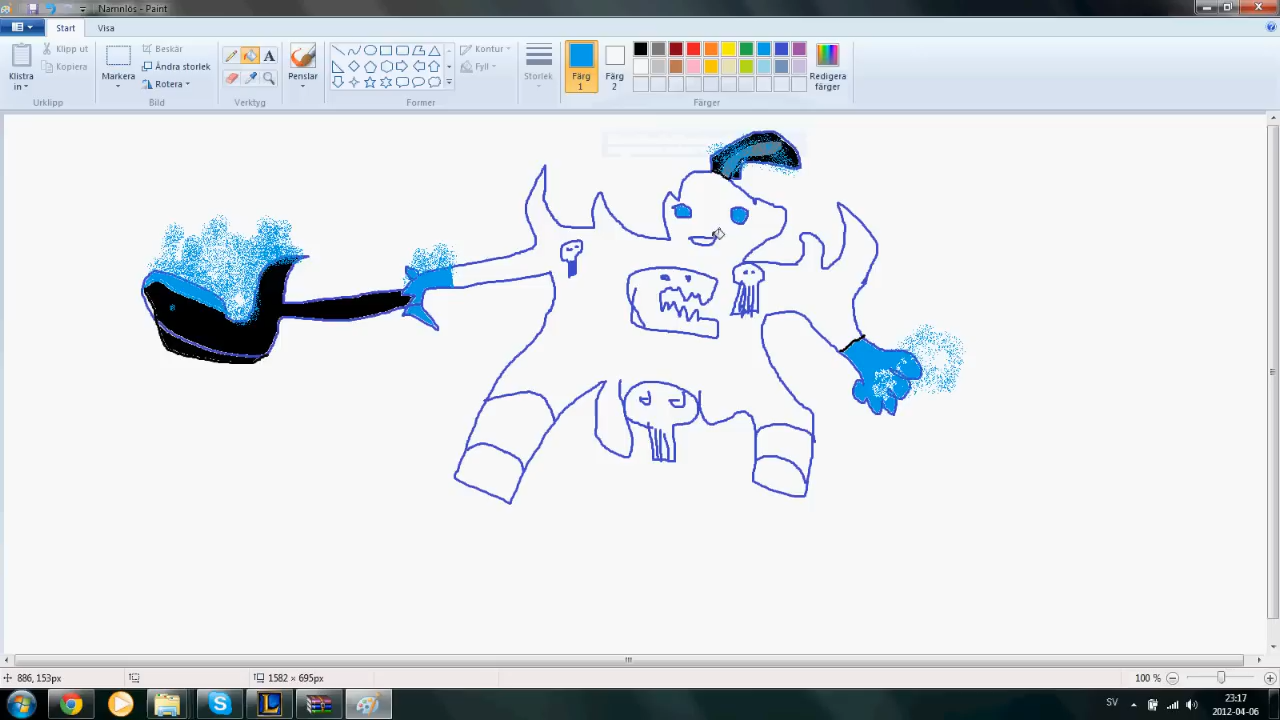 Namnlös - Paint
Start Visa
Klistra in
Klipp ut
Kopiera
Urklipp
Markera
Beskär
Ändra storlek
Rotera
Bild
A
Verktyg
Penslar
Kontur
Fyll
Former
Storlek
Färg 1
Färg 2
Redigera färger
Färger
886, 153px
1582 × 695px
100 %
SV
23:17
2012-04-06